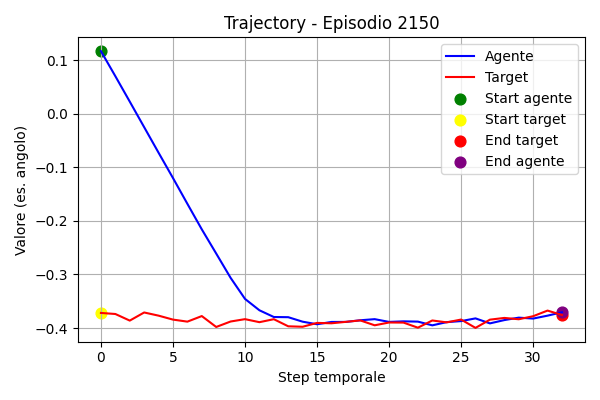 Trajectory - Episodio 2150
Valore (es. angolo)
0.1
0.0
−0.1
−0.2
−0.3
−0.4
0
5
10
15
20
25
30
Step temporale
Agente
Target
Start agente
Start target
End target
End agente